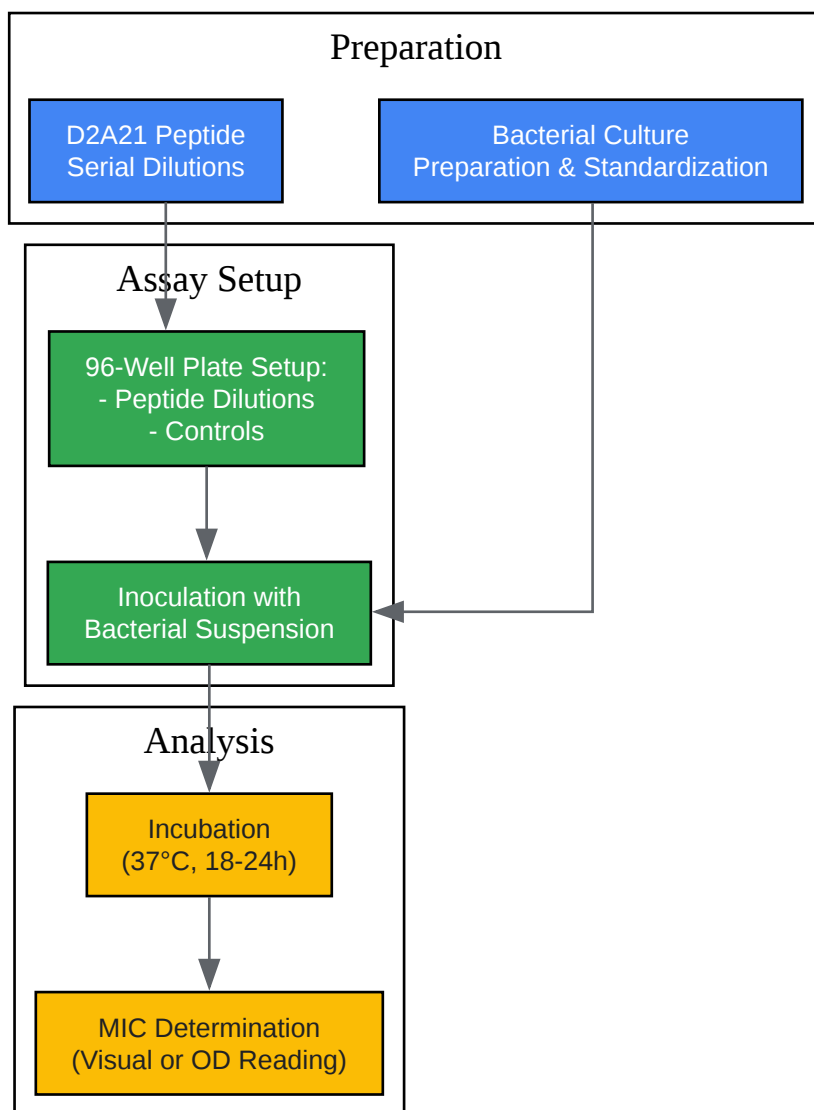 Preparation
D2A21 Peptide
Serial Dilutions
Bacterial Culture
Preparation & Standardization
Assay Setup
96-Well Plate Setup:
- Peptide Dilutions
- Controls
Inoculation with
Bacterial Suspension
Analysis
Incubation
(37°C, 18-24h)
MIC Determination
(Visual or OD Reading)